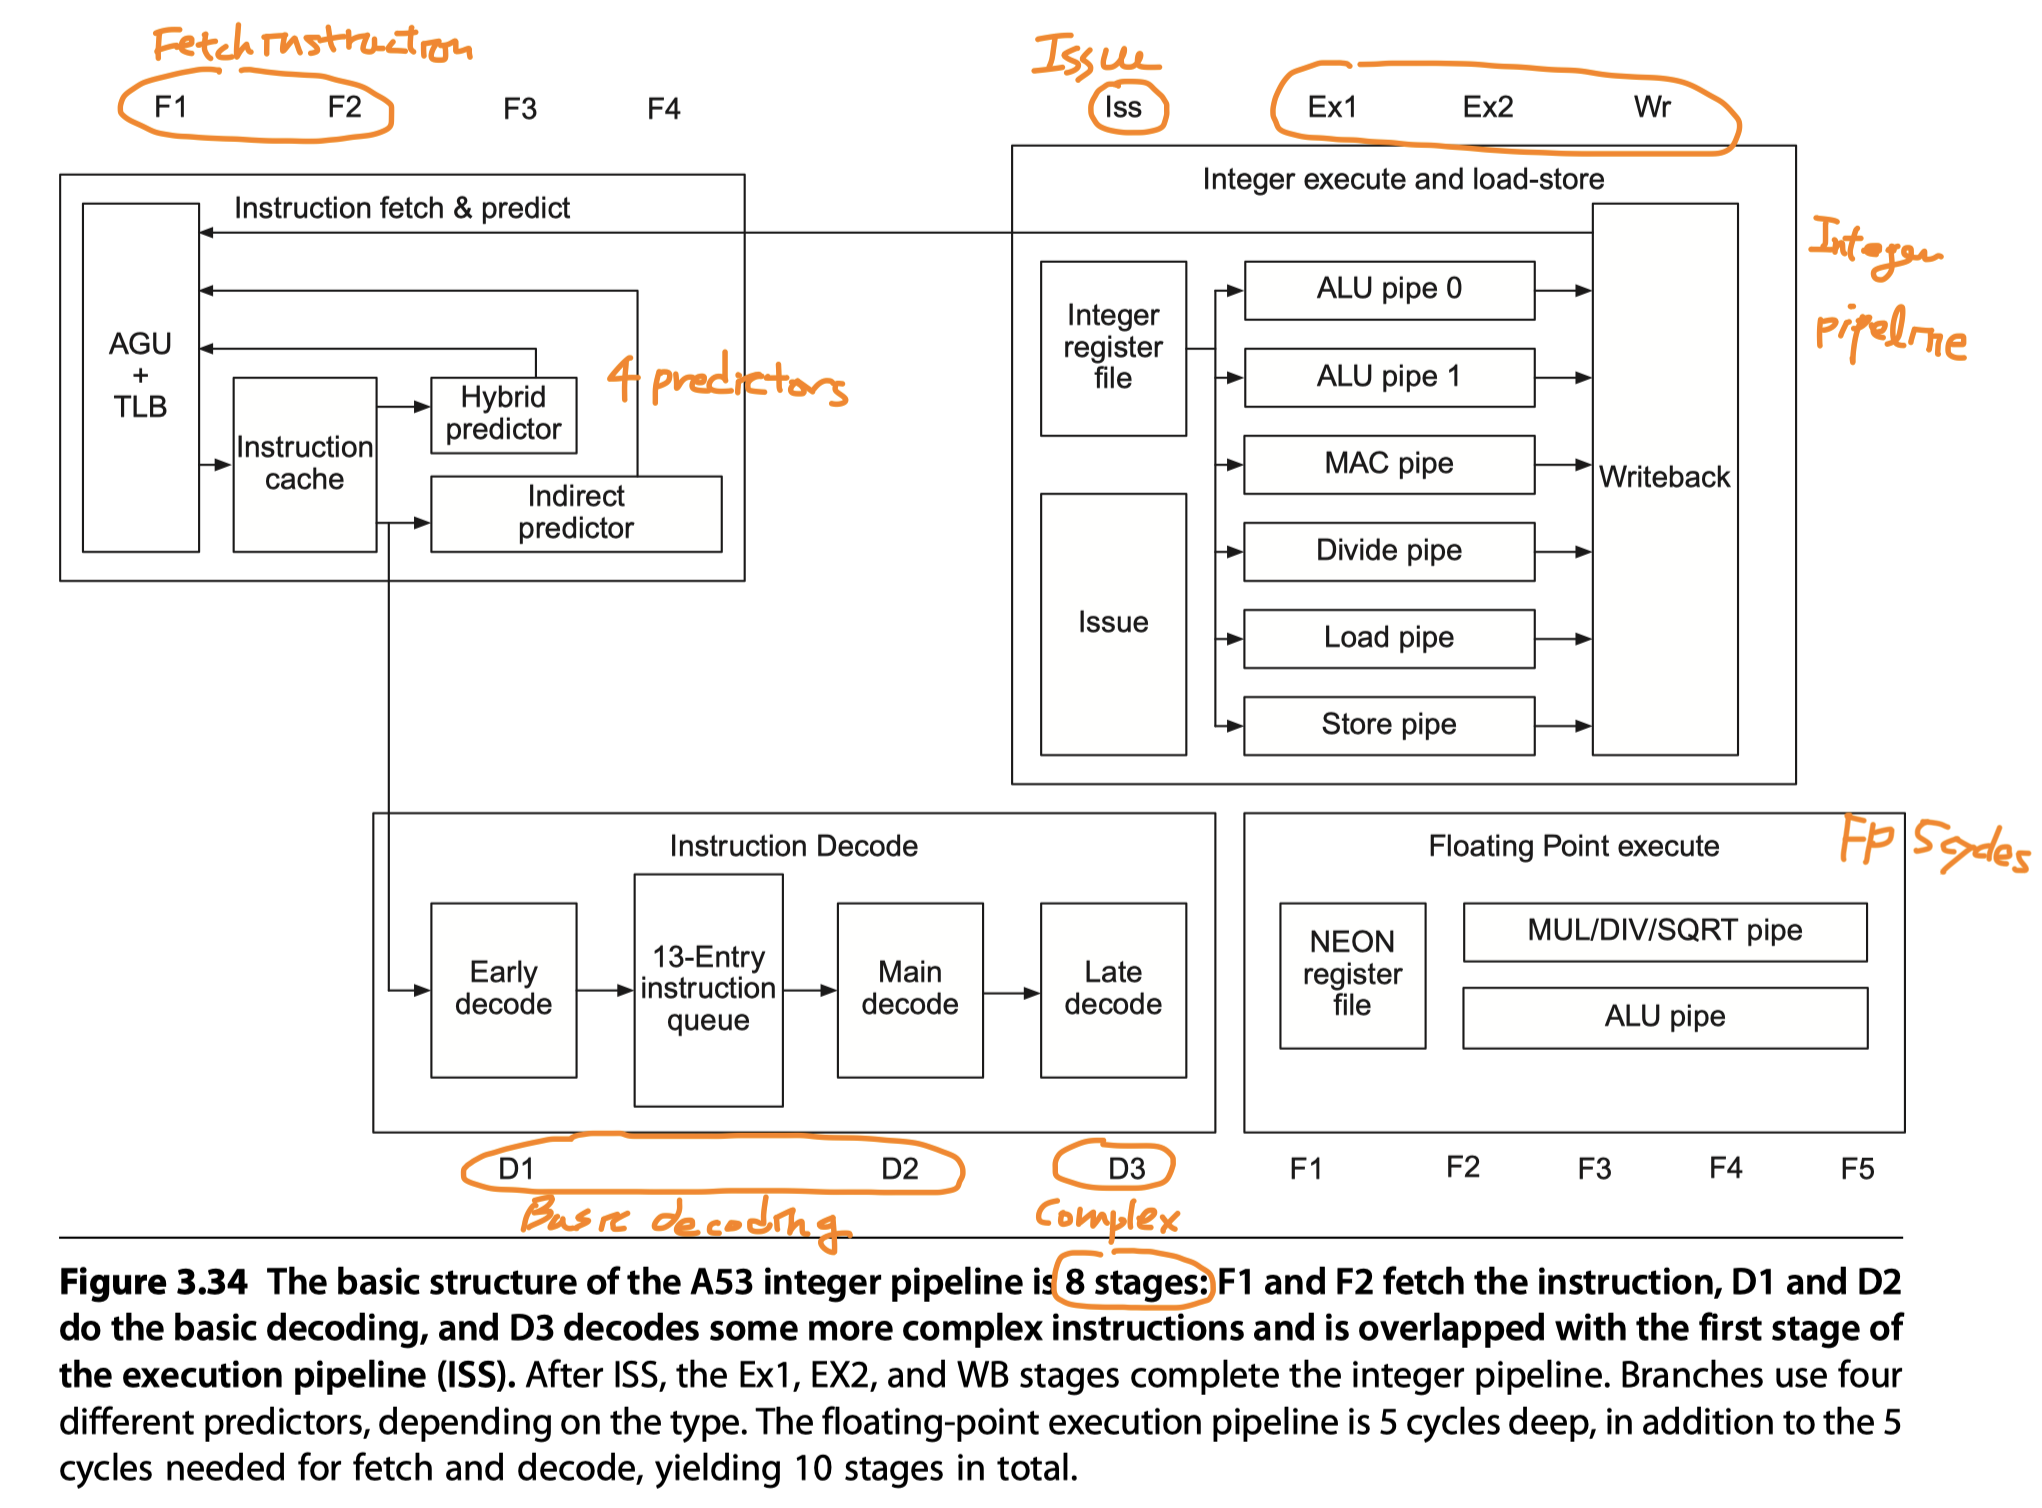 Fetch instruction
Issue
F1 F2 F3 F4 Iss Ex1 Ex2 Wr
Instruction fetch & predict
AGU
+
TLB
Instruction
cache
Hybrid
predictor
4 predictors
Indirect
predictor
Integer execute and load-store
Integer
register
file
Issue
ALU pipe 0
ALU pipe 1
MAC pipe
Divide pipe
Load pipe
Store pipe
Writeback
Integer
pipeline
Instruction Decode
Early
decode
13-Entry
instruction
queue
Main
decode
Late
decode
D1 D2 D3
Basic decoding
Complex
Floating Point execute
FP 5cycles
NEON
register
file
MUL/DIV/SQRT pipe
ALU pipe
F1 F2 F3 F4 F5
Figure 3.34 The basic structure of the A53 integer pipeline is 8 stages: F1 and F2 fetch the instruction, D1 and D2
do the basic decoding, and D3 decodes some more complex instructions and is overlapped with the first stage of
the execution pipeline (ISS). After ISS, the Ex1, EX2, and WB stages complete the integer pipeline. Branches use four
different predictors, depending on the type. The floating-point execution pipeline is 5 cycles deep, in addition to the 5
cycles needed for fetch and decode, yielding 10 stages in total.